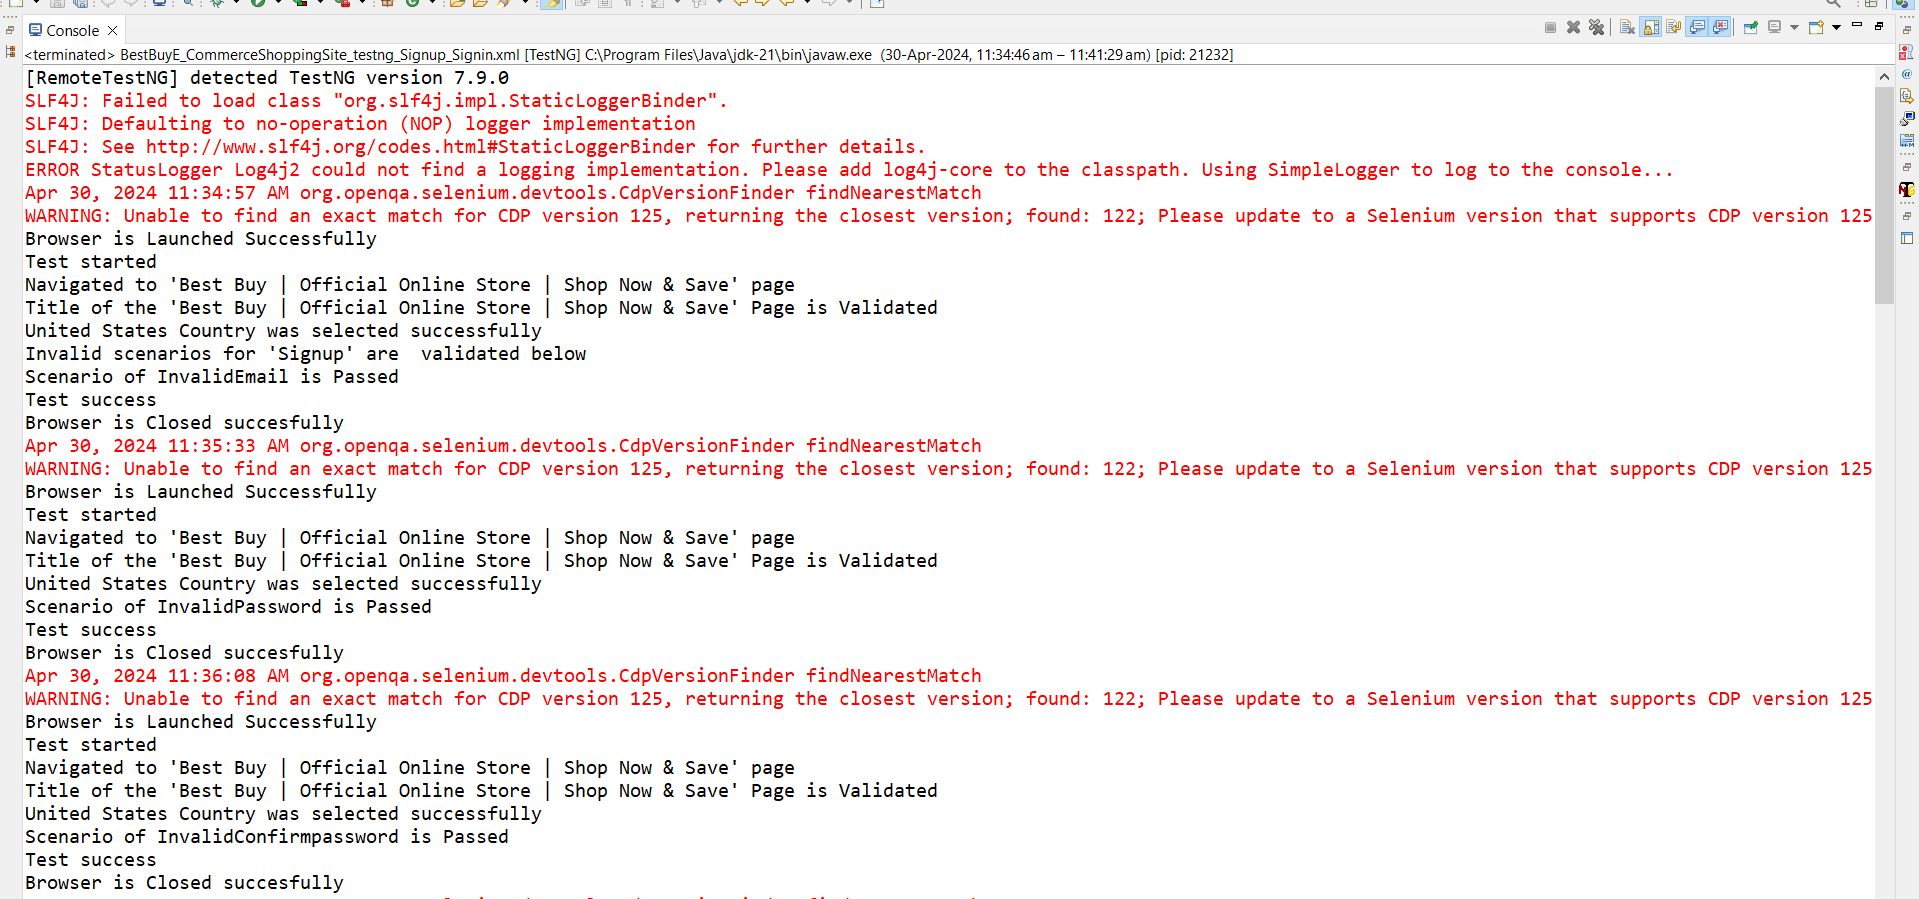 Console
<terminated> BestBuyE_CommerceShoppingSite_testng_Signup_Signin.xml [TestNG] C:\Program Files\Java\jdk-21\bin\javaw.exe (30-Apr-2024, 11:34:46 am – 11:41:29 am) [pid: 21232]
[RemoteTestNG] detected TestNG version 7.9.0
SLF4J: Failed to load class "org.slf4j.impl.StaticLoggerBinder".
SLF4J: Defaulting to no-operation (NOP) logger implementation
SLF4J: See http://www.slf4j.org/codes.html#StaticLoggerBinder for further details.
ERROR StatusLogger Log4j2 could not find a logging implementation. Please add log4j-core to the classpath. Using SimpleLogger to log to the console...
Apr 30, 2024 11:34:57 AM org.openqa.selenium.devtools.CdpVersionFinder findNearestMatch
WARNING: Unable to find an exact match for CDP version 125, returning the closest version; found: 122; Please update to a Selenium version that supports CDP version 125
Browser is Launched Successfully
Test started
Navigated to 'Best Buy | Official Online Store | Shop Now & Save' page
Title of the 'Best Buy | Official Online Store | Shop Now & Save' Page is Validated
United States Country was selected successfully
Invalid scenarios for 'Signup' are  validated below
Scenario of InvalidEmail is Passed
Test success
Browser is Closed succesfully
Apr 30, 2024 11:35:33 AM org.openqa.selenium.devtools.CdpVersionFinder findNearestMatch
WARNING: Unable to find an exact match for CDP version 125, returning the closest version; found: 122; Please update to a Selenium version that supports CDP version 125
Browser is Launched Successfully
Test started
Navigated to 'Best Buy | Official Online Store | Shop Now & Save' page
Title of the 'Best Buy | Official Online Store | Shop Now & Save' Page is Validated
United States Country was selected successfully
Scenario of InvalidPassword is Passed
Test success
Browser is Closed succesfully
Apr 30, 2024 11:36:08 AM org.openqa.selenium.devtools.CdpVersionFinder findNearestMatch
WARNING: Unable to find an exact match for CDP version 125, returning the closest version; found: 122; Please update to a Selenium version that supports CDP version 125
Browser is Launched Successfully
Test started
Navigated to 'Best Buy | Official Online Store | Shop Now & Save' page
Title of the 'Best Buy | Official Online Store | Shop Now & Save' Page is Validated
United States Country was selected successfully
Scenario of InvalidConfirmpassword is Passed
Test success
Browser is Closed succesfully